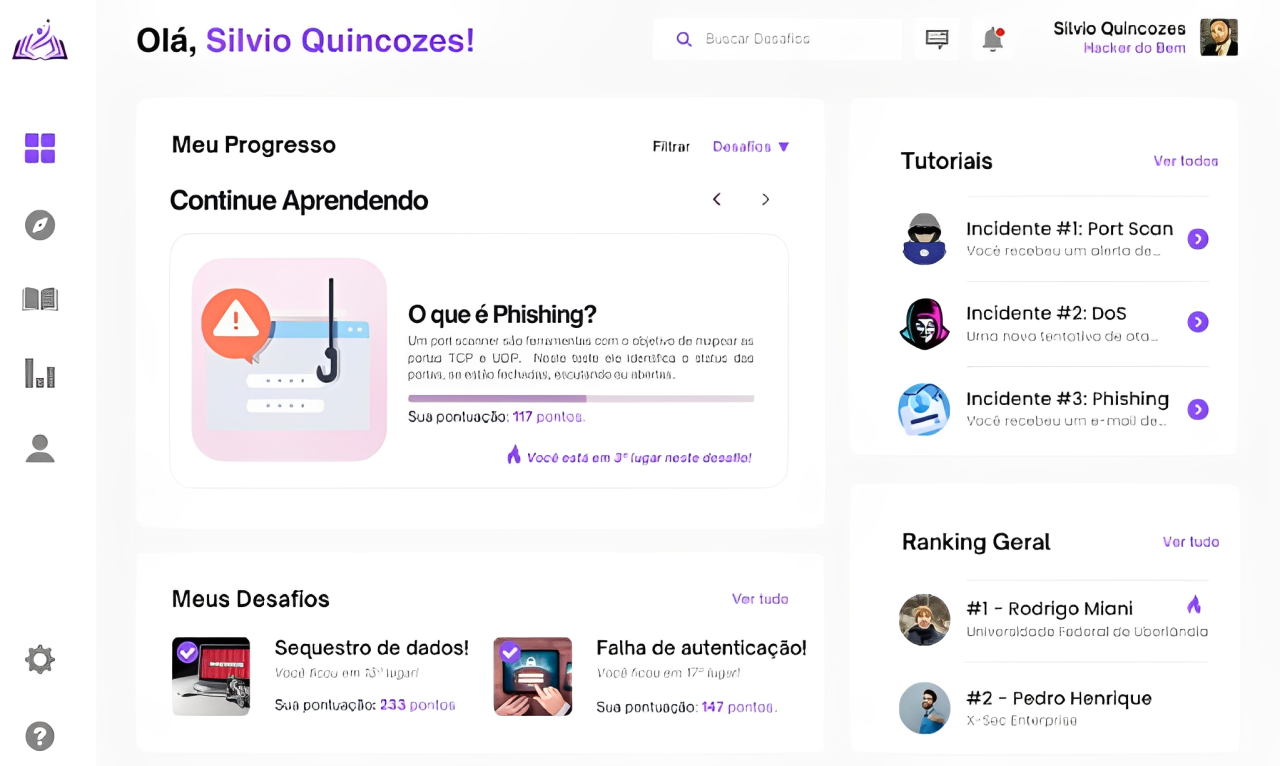 Olá, Silvio Quincozes!
Buscar Desafios
Silvio Quincozes
Hacker do Bem
Meu Progresso
Filtrar
Desafios ▼
Continue Aprendendo
O que é Phishing?
Um port scanner são ferramentas com o objetivo de mapear as
portas TCP e UDP. Neste teste ele identifica o status das
portas, se estão fechadas, escutando ou abertas.
Sua pontuação: 117 pontos.
Você está em 3º lugar neste desafio!
Meus Desafios
Ver tudo
Sequestro de dados!
Você ficou em 13º lugar!
Sua pontuação: 233 pontos
Falha de autenticação!
Você ficou em 17º lugar!
Sua pontuação: 147 pontos.
Tutoriais
Ver todos
Incidente #1: Port Scan
Você recebeu um alerta de...
Incidente #2: DoS
Uma nova tentativa de ata...
Incidente #3: Phishing
Você recebeu um e-mail de...
Ranking Geral
Ver tudo
#1 - Rodrigo Miani
Universidade Federal de Uberlândia
#2 - Pedro Henrique
X-Sec Enterprise